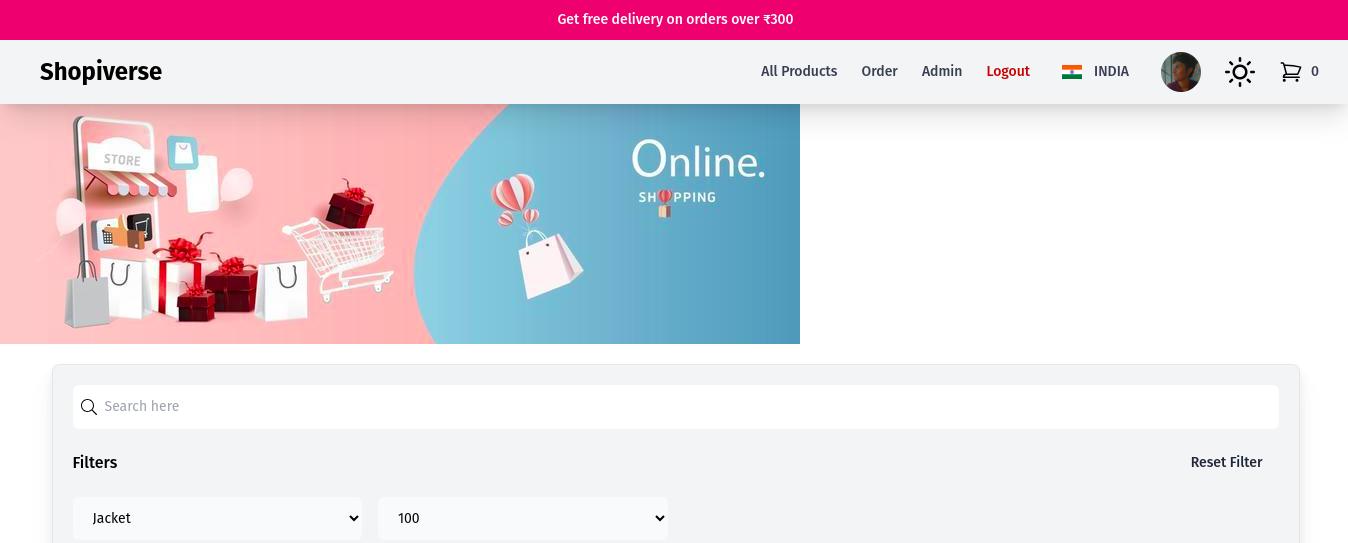 Get free delivery on orders over ₹300
Shopiverse
All Products
Order
Admin
Logout
INDIA
0
STORE
Online.
SHOPPING
Search here
Filters
Reset Filter
Jacket
100